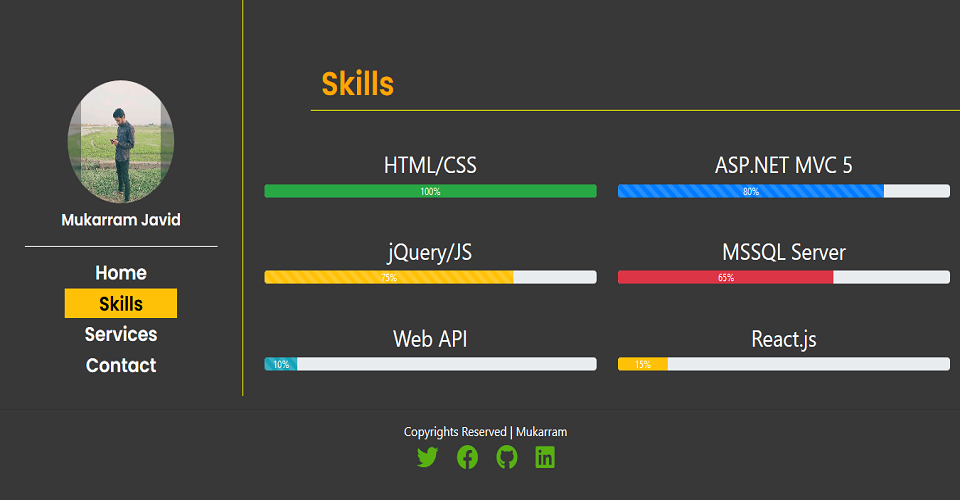 Mukarram Javid
Home
Skills
Services
Contact
Skills
HTML/CSS
100%
ASP.NET MVC 5
80%
jQuery/JS
75%
MSSQL Server
65%
Web API
10%
React.js
15%
Copyrights Reserved | Mukarram